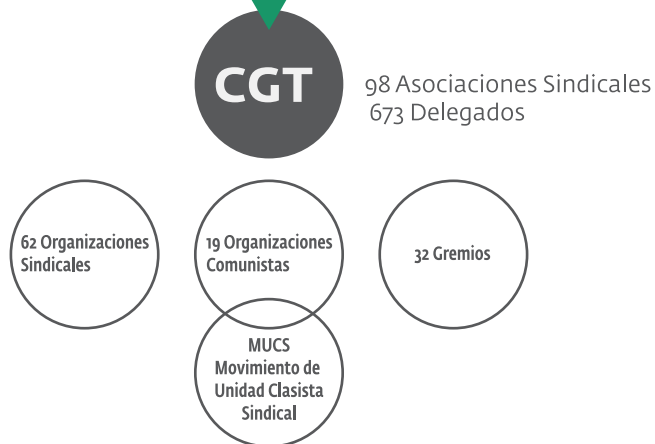 CGT
98 Asociaciones Sindicales
673 Delegados
62 Organizaciones
Sindicales
19 Organizaciones
Comunistas
32 Gremios
MUCS
Movimiento de
Unidad Clasista
Sindical